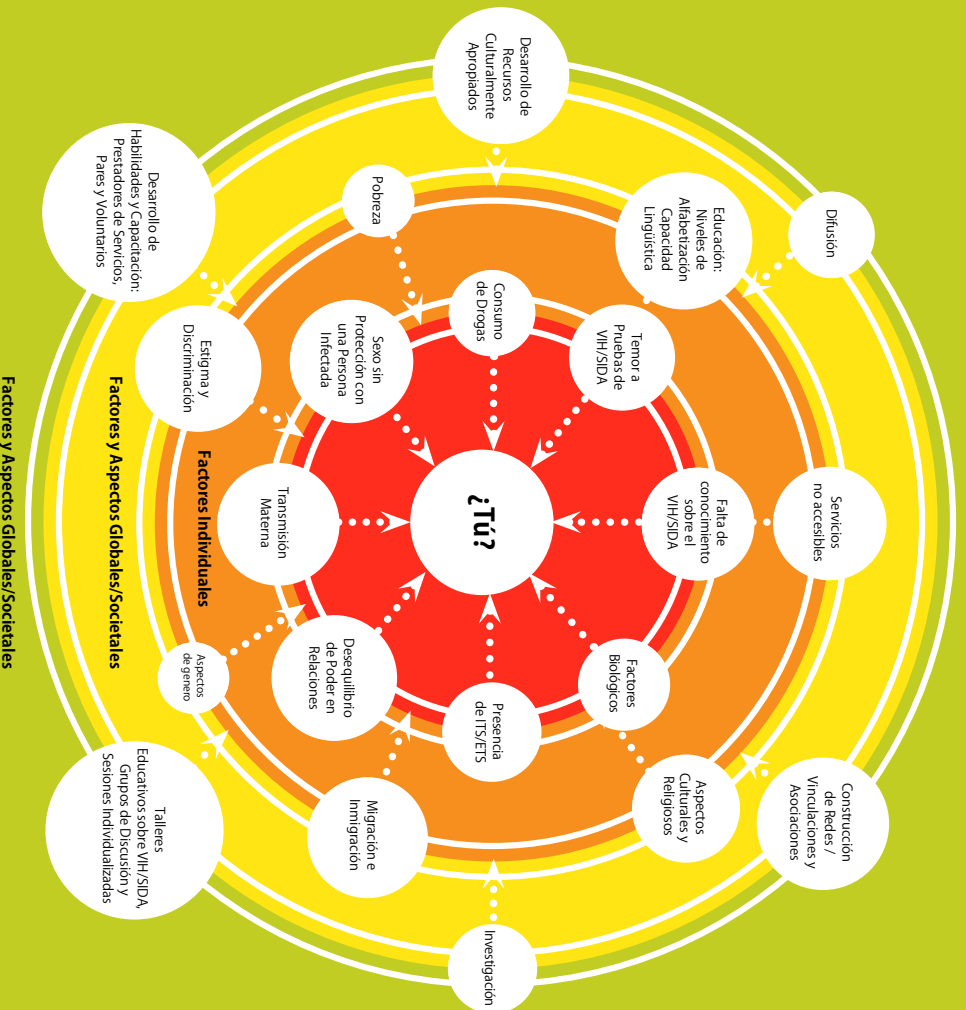 Difusión
Servicios
no accesibles
Construcción
de Redes /
Vinculaciones y
Asociaciones
Educación:
Niveles de
Alfabetización
Capacidad
Lingüística
Falta de
conocimiento
sobre el
VIH/SIDA
Aspectos
Culturales y
Religiosos
Temor a
Pruebas de
VIH/SIDA
Factores
Biológicos
Desarrollo de
Recursos
Culturalmente
Apropiados
Consumo
de Drogas
¿Tú?
Presencia
de ITS/ETS
Investigación
Pobreza
Sexo sin
Protección con
una Persona
Infectada
Desequilibrio
de Poder en
Relaciones
Migración e
Inmigración
Transmisión
Materna
Estigma y
Discriminación
Factores Individuales
Aspectos
de genero
Desarrollo de
Habilidades y Capacitación:
Prestadores de Servicios,
Pares y Voluntarios
Factores y Aspectos Globales/Societales
Talleres
Educativos sobre VIH/SIDA,
Grupos de Discusión y
Sesiones Individualizadas
Factores y Aspectos Globales/Societales